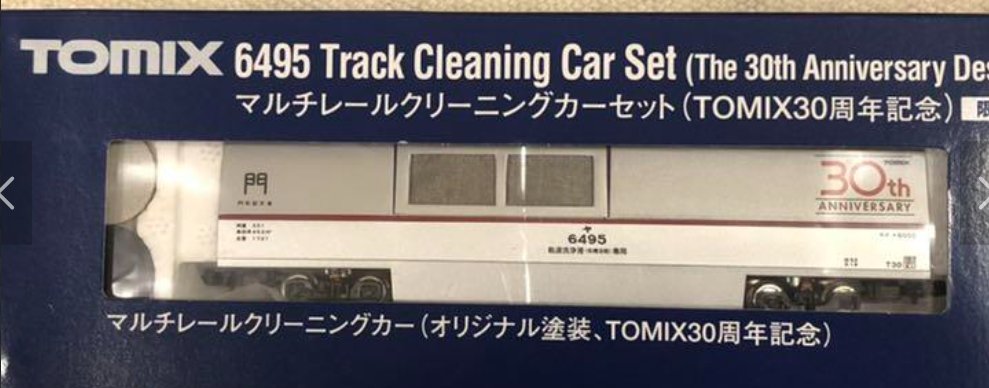 TOMIX 6495 Track Cleaning Car Set (The 30th Anniversary Des
マルチレールクリーニングカーセット(TOMIX30周年記念) 限
門
TOMIX
30th
ANNIVERSARY
6495
マルチレールクリーニングカー(オリジナル塗装、TOMIX30周年記念)